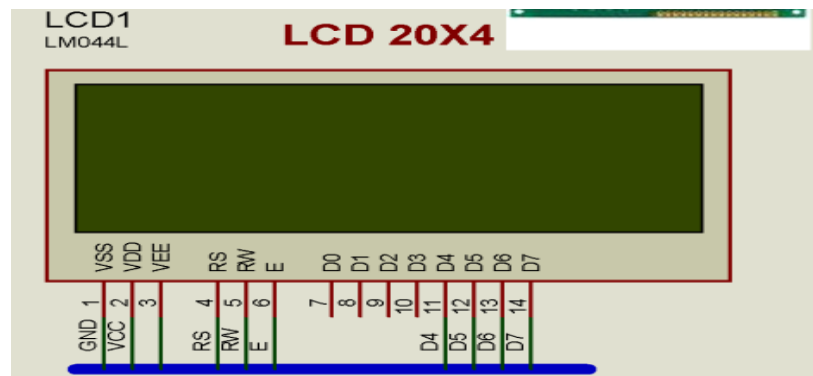 LCD1
LM044L
LCD 20X4
VSS VDD VEE RS RW E D0 D1 D2 D3 D4 D5 D6 D7
1 2 3 4 5 6 7 8 9 10 11 12 13 14
GND VCC RS RW E D4 D5 D6 D7